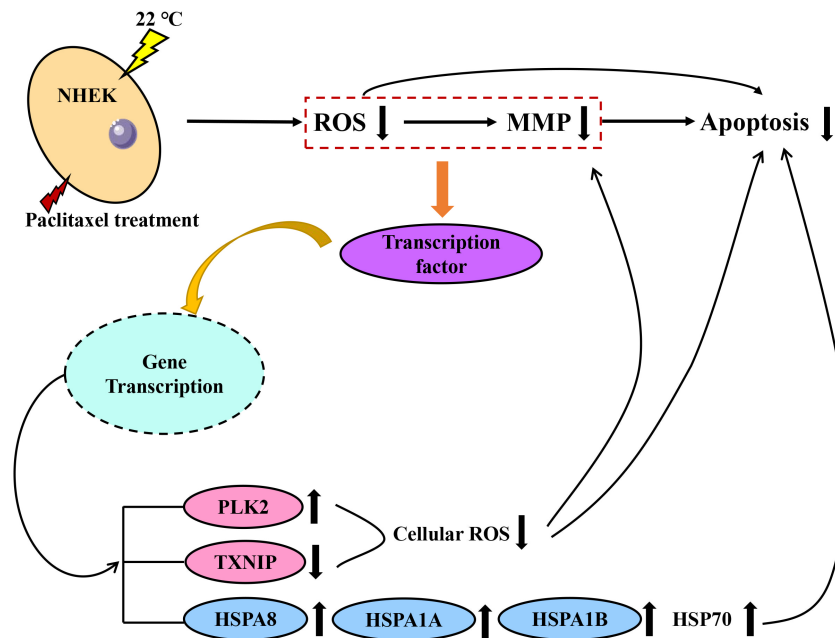 22 °C
NHEK
Paclitaxel treatment
ROS
MMP
Apoptosis
Transcription
factor
Gene
Transcription
PLK2
TXNIP
Cellular ROS
HSPA8
HSPA1A
HSPA1B
HSP70